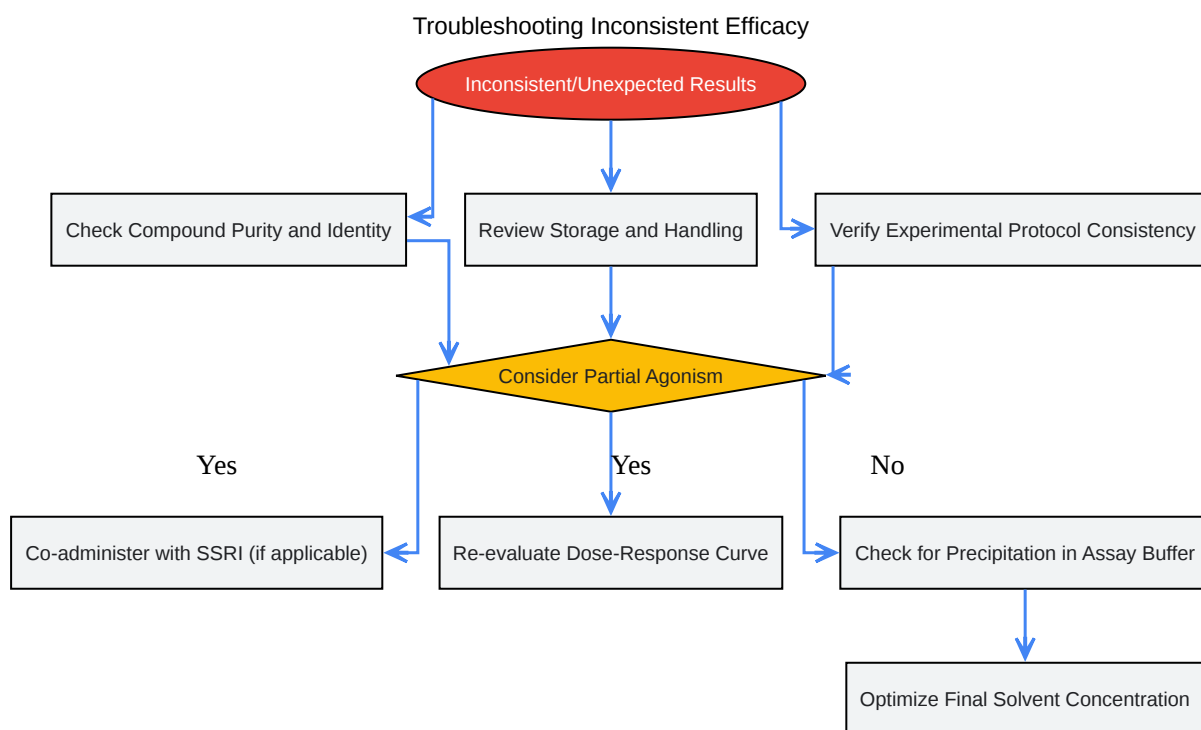 Troubleshooting Inconsistent Efficacy
Inconsistent/Unexpected Results
Check Compound Purity and Identity
Review Storage and Handling
Verify Experimental Protocol Consistency
Consider Partial Agonism
Yes
Yes
No
Co-administer with SSRI (if applicable)
Re-evaluate Dose-Response Curve
Check for Precipitation in Assay Buffer
Optimize Final Solvent Concentration